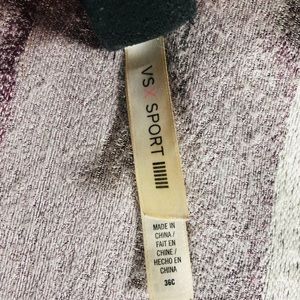 VSX SPORT
MADE IN
CHINA /
FAIT EN
CHINE /
HECHO EN
CHINA
36C